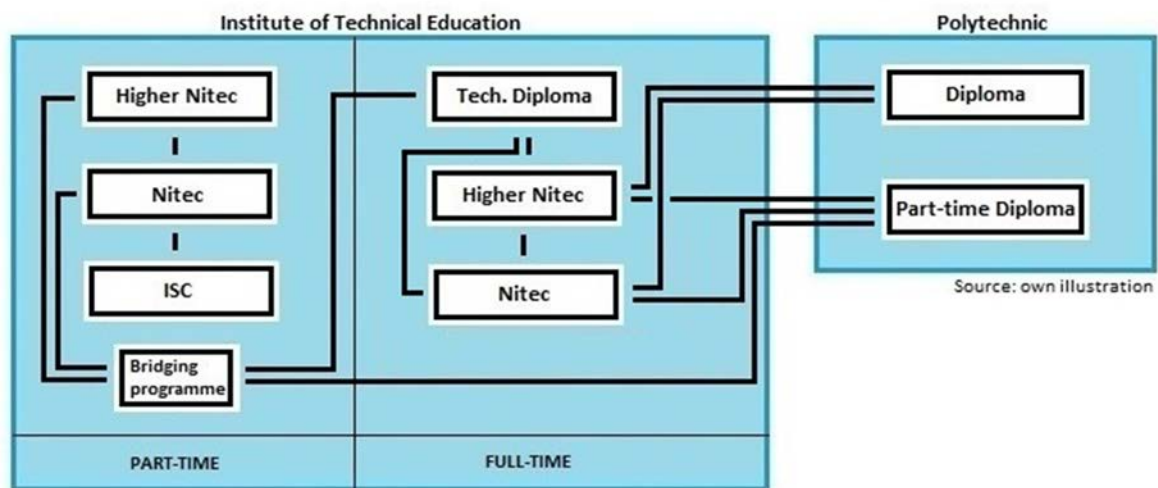 Institute of Technical Education
Polytechnic
Higher Nitec
Nitec
ISC
Bridging
programme
PART-TIME
Tech. Diploma
Higher Nitec
Nitec
FULL-TIME
Diploma
Part-time Diploma
Source: own illustration